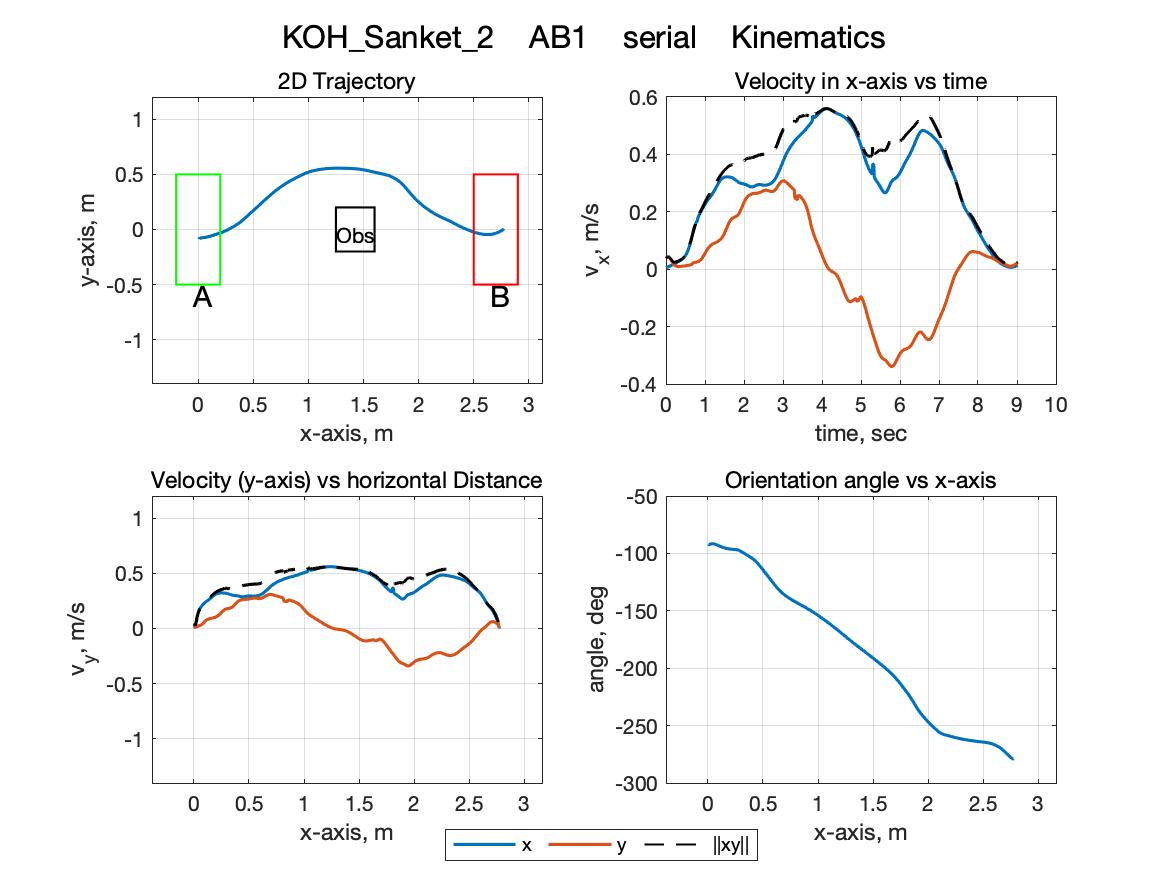 KOH_Sanket_2 AB1 serial Kinematics
2D Trajectory
1
0.5
0
-0.5
-1
y-axis, m
Obs
A
B
0 0.5 1 1.5 2 2.5 3
x-axis, m
Velocity in x-axis vs time
0.6
0.4
0.2
0
-0.2
-0.4
v_x, m/s
0 1 2 3 4 5 6 7 8 9 10
time, sec
Velocity (y-axis) vs horizontal Distance
1
0.5
0
-0.5
-1
v_y, m/s
0 0.5 1 1.5 2 2.5 3
x-axis, m
Orientation angle vs x-axis
-50
-100
-150
-200
-250
-300
angle, deg
0 0.5 1 1.5 2 2.5 3
x-axis, m
x y ||xy||